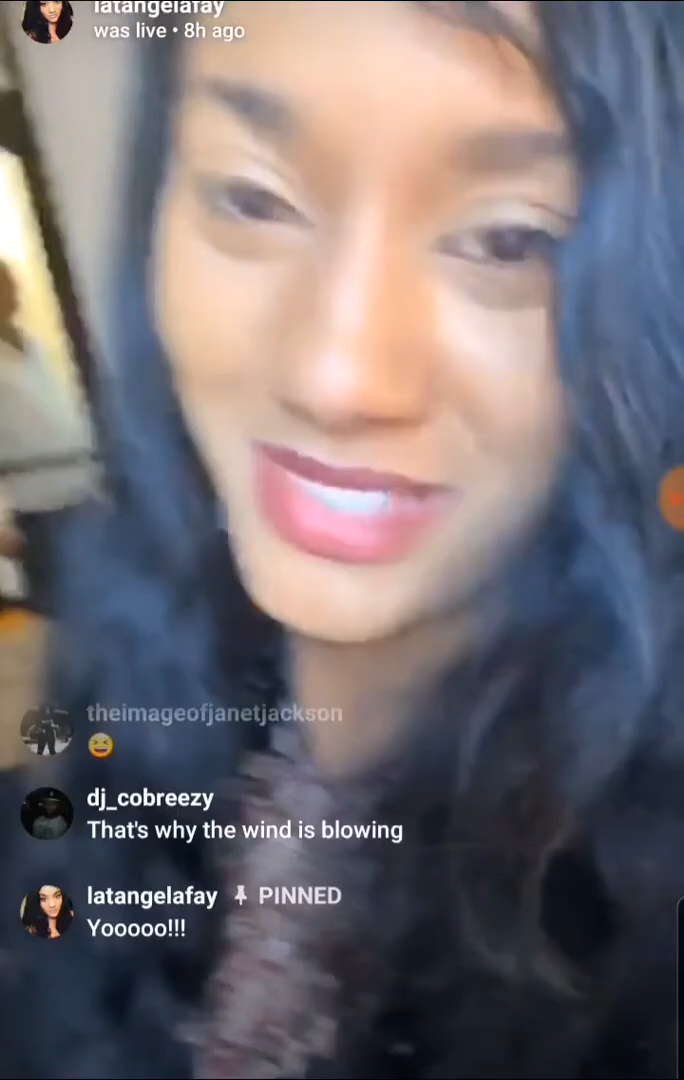 latangelafay
was live • 8h ago
theimageofjanetjackson
😆
dj_cobreezy
That's why the wind is blowing
latangelafay PINNED
Yooooo!!!